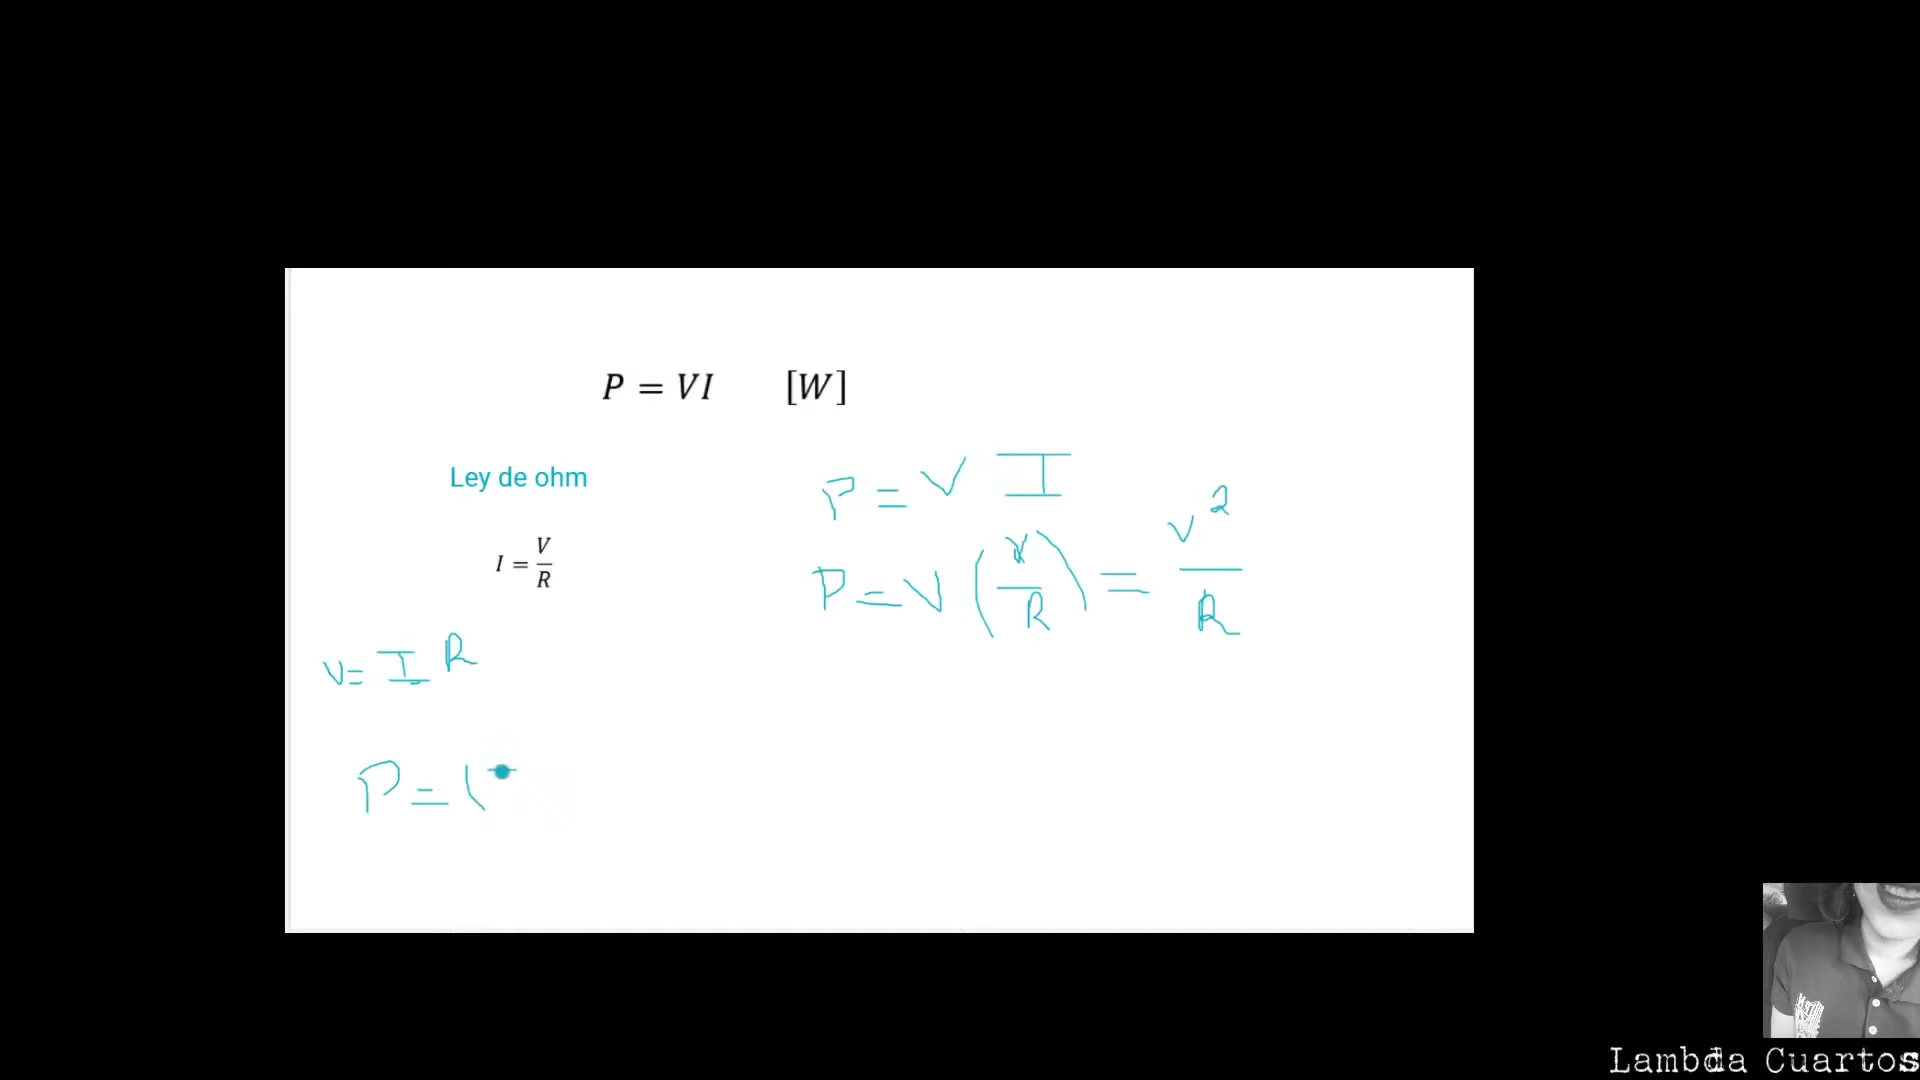 P = VI [W]
Ley de ohm
I = V/R
P = V I
P = V (V/R) = V²/R
V = I R
P = (
Lambda Cuartos